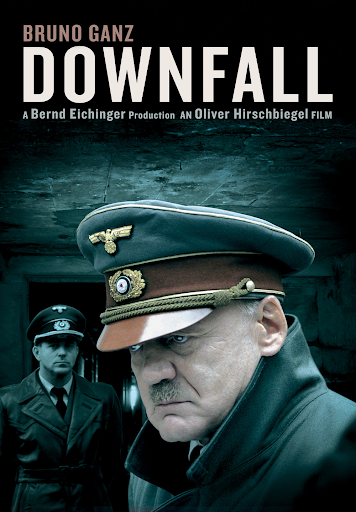 BRUNO GANZ
DOWNFALL
A Bernd Eichinger Production AN Oliver Hirschbiegel FILM